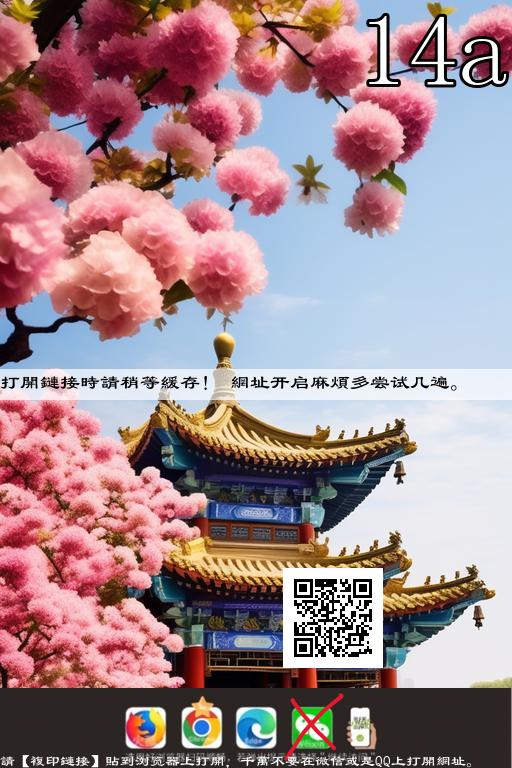 14a
打開鏈接時請稍等緩存！ 網址开启麻煩多尝试几遍。
請【複印鏈接】貼到浏览器上打開，千萬不要在微信或是QQ上打開網址。